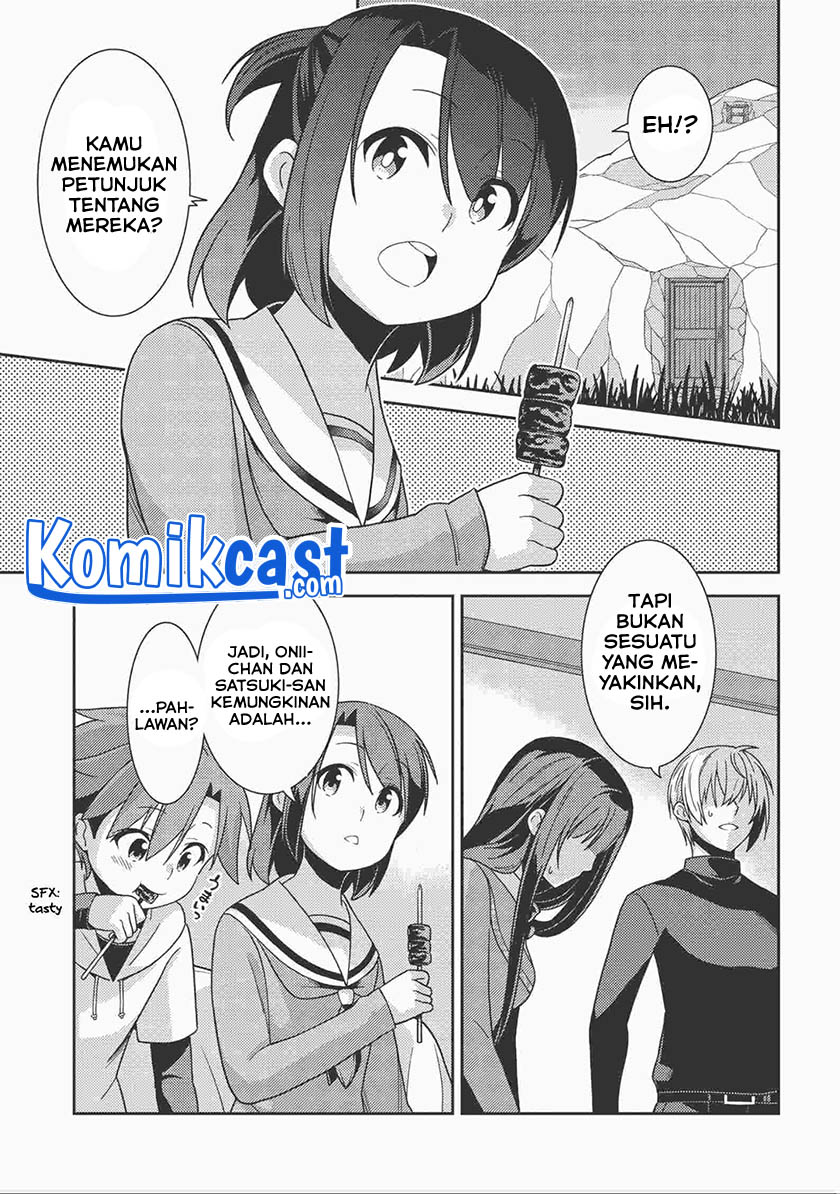 EH!?
KAMU
MENEMUKAN
PETUNJUK
TENTANG
MEREKA?
Komikcast
.com
TAPI
BUKAN
SESUATU
YANG ME-
YAKINKAN,
SIH.
JADI, ONII-
CHAN DAN
SATSUKI-SAN
KEMUNGKINAN
ADALAH...
...PAH-
LAWAN?
SFX:
tasty